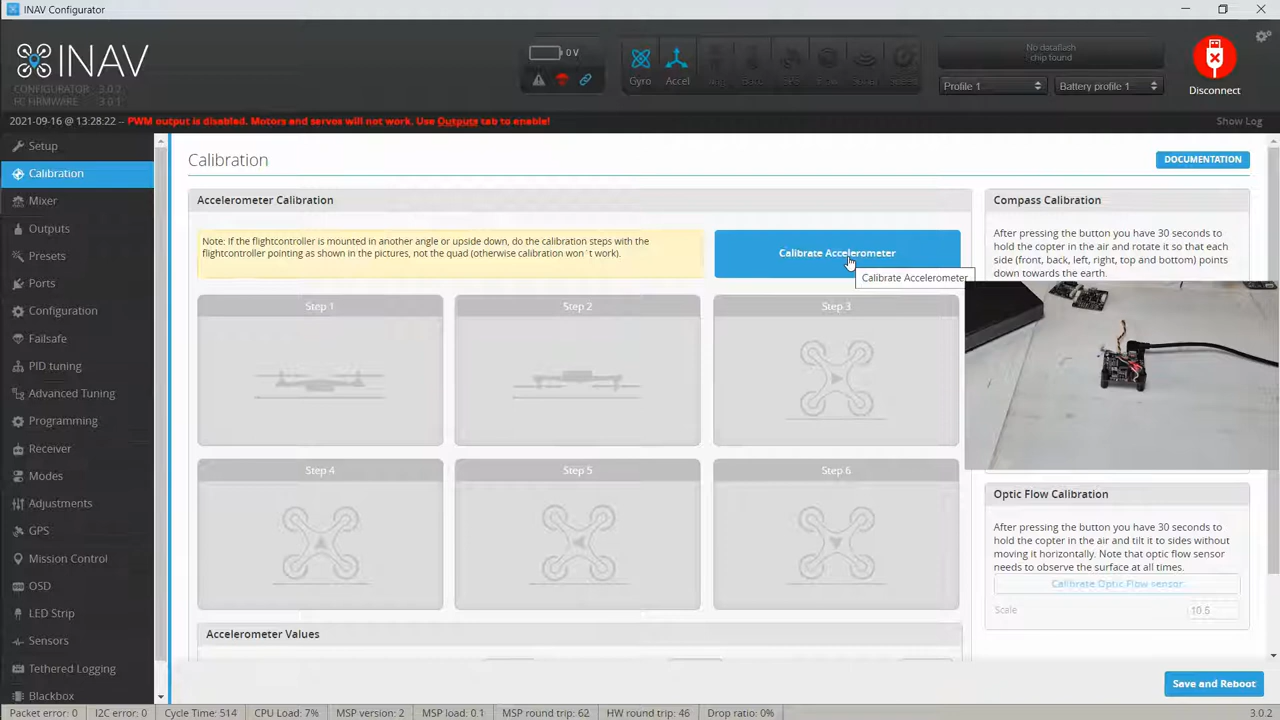 INAV Configurator
INAV
CONFIGURATOR 3.0.2
FC FIRMWARE 3.0.1
0 V
Gyro
Accel
No dataflash
chip found
Profile 1
Battery profile 1
Disconnect
2021-09-16 @ 13:28:22 -- PWM output is disabled. Motors and servos will not work. Use Outputs tab to enable!
Show Log
Setup
Calibration
Mixer
Outputs
Presets
Ports
Configuration
Failsafe
PID tuning
Advanced Tuning
Programming
Receiver
Modes
Adjustments
GPS
Mission Control
OSD
LED Strip
Sensors
Tethered Logging
Blackbox
Calibration
DOCUMENTATION
Accelerometer Calibration
Note: If the flightcontroller is mounted in another angle or upside down, do the calibration steps with the
flightcontroller pointing as shown in the pictures, not the quad (otherwise calibration won`t work).
Calibrate Accelerometer
Calibrate Accelerometer
Step 1
Step 2
Step 3
Step 4
Step 5
Step 6
Accelerometer Values
Compass Calibration
After pressing the button you have 30 seconds to
hold the copter in the air and rotate it so that each
side (front, back, left, right, top and bottom) points
down towards the earth.
Optic Flow Calibration
After pressing the button you have 30 seconds to
hold the copter in the air and tilt it to sides without
moving it horizontally. Note that optic flow sensor
needs to observe the surface at all times.
Calibrate Optic Flow sensor
Scale
10.5
Save and Reboot
Packet error: 0
I2C error: 0
Cycle Time: 514
CPU Load: 7%
MSP version: 2
MSP load: 0.1
MSP round trip: 62
HW round trip: 46
Drop ratio: 0%
3.0.2